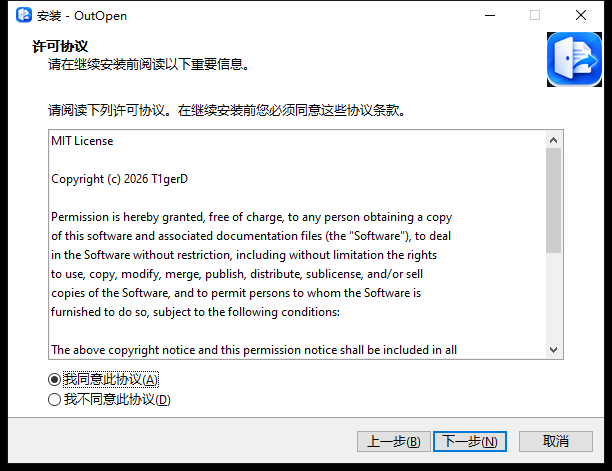 安装 - OutOpen
许可协议
请在继续安装前阅读以下重要信息。
请阅读下列许可协议。在继续安装前您必须同意这些协议条款。
MIT License
Copyright (c) 2026 T1gerD
Permission is hereby granted, free of charge, to any person obtaining a copy
of this software and associated documentation files (the "Software"), to deal
in the Software without restriction, including without limitation the rights
to use, copy, modify, merge, publish, distribute, sublicense, and/or sell
copies of the Software, and to permit persons to whom the Software is
furnished to do so, subject to the following conditions:
The above copyright notice and this permission notice shall be included in all
我同意此协议(A)
我不同意此协议(D)
上一步(B) 下一步(N) 取消